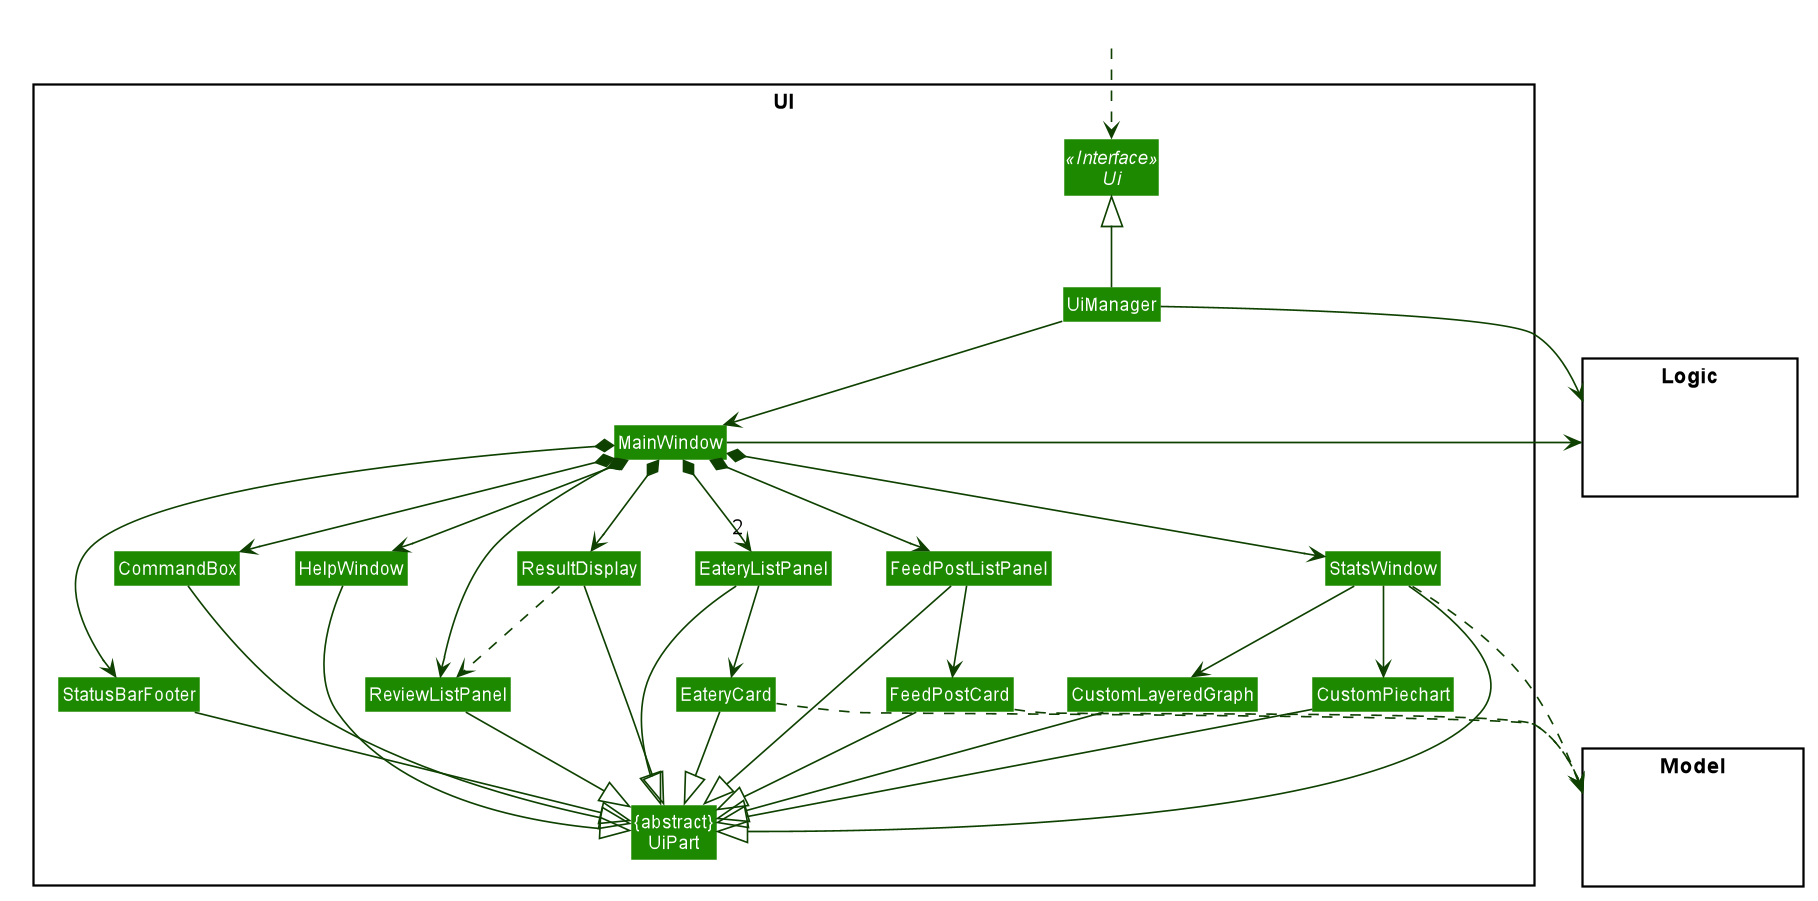 UI
«Interface»
Ui
UiManager
Logic
MainWindow
2
CommandBox
HelpWindow
ResultDisplay
EateryListPanel
FeedPostListPanel
StatsWindow
StatusBarFooter
ReviewListPanel
EateryCard
FeedPostCard
CustomLayeredGraph
CustomPiechart
Model
{abstract}
UiPart